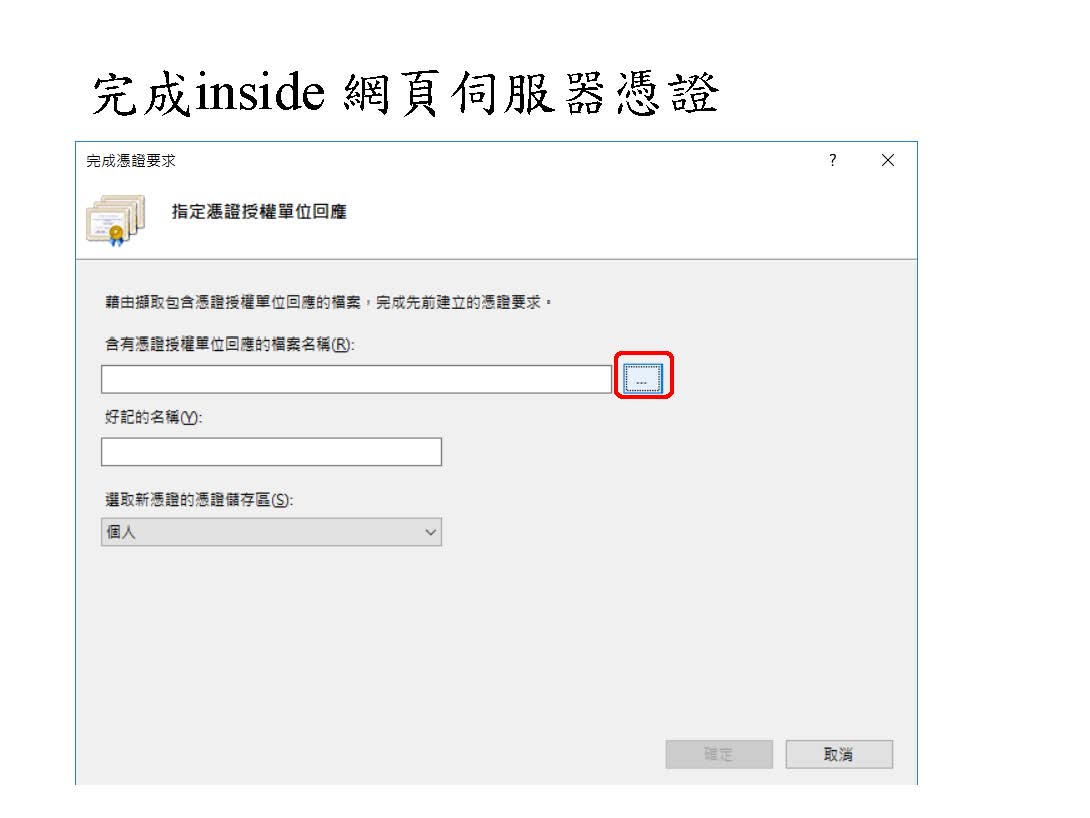 完成inside 網頁伺服器憑證
完成憑證要求
?
指定憑證授權單位回應
藉由擷取包含憑證授權單位回應的檔案，完成先前建立的憑證要求。
含有憑證授權單位回應的檔案名稱(R):
...
好記的名稱(Y):
選取新憑證的憑證儲存區(S):
個人
確定
取消